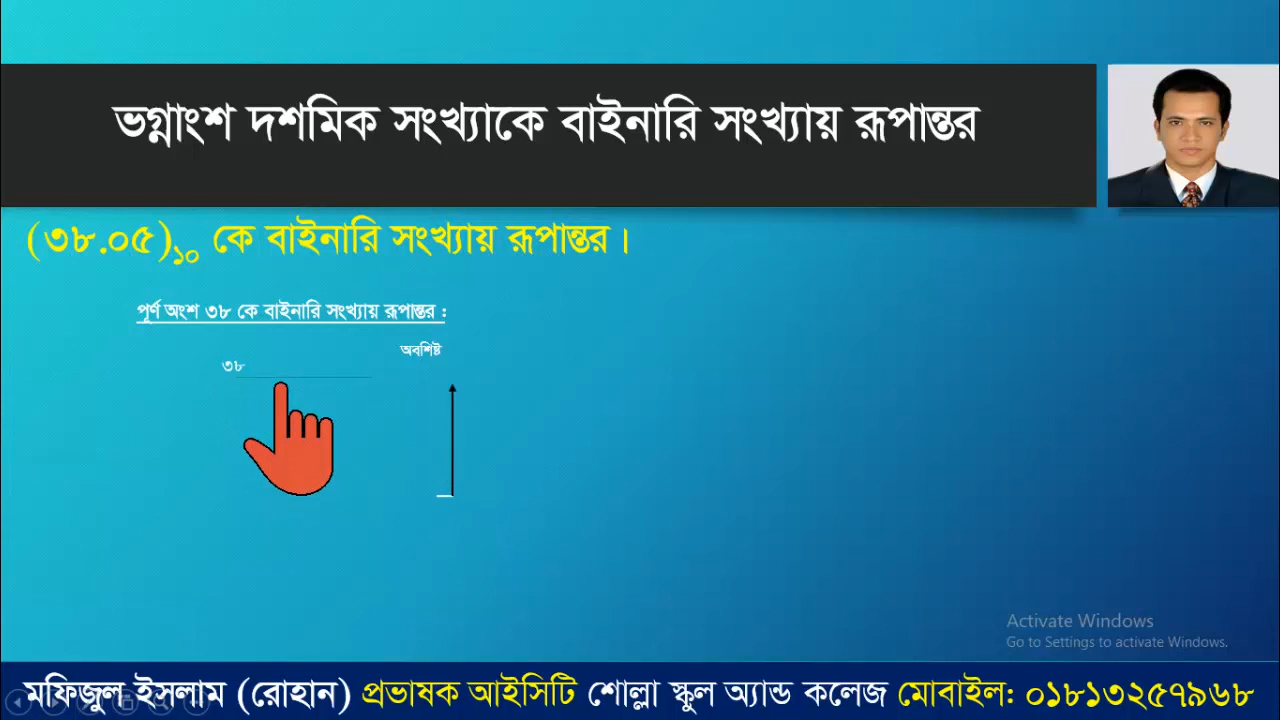 ভগ্নাংশ দশমিক সংখ্যাকে বাইনারি সংখ্যায় রূপান্তর
(৩৮.০৫)১০ কে বাইনারি সংখ্যায় রূপান্তর।
পূর্ণ অংশ ৩৮ কে বাইনারি সংখ্যায় রূপান্তর :
অবশিষ্ট
৩৮
Activate Windows
Go to Settings to activate Windows.
মফিজুল ইসলাম (রোহান) প্রভাষক আইসিটি শোল্লা স্কুল অ্যান্ড কলেজ মোবাইল: ০১৮১৩২৫৭৯৬৮